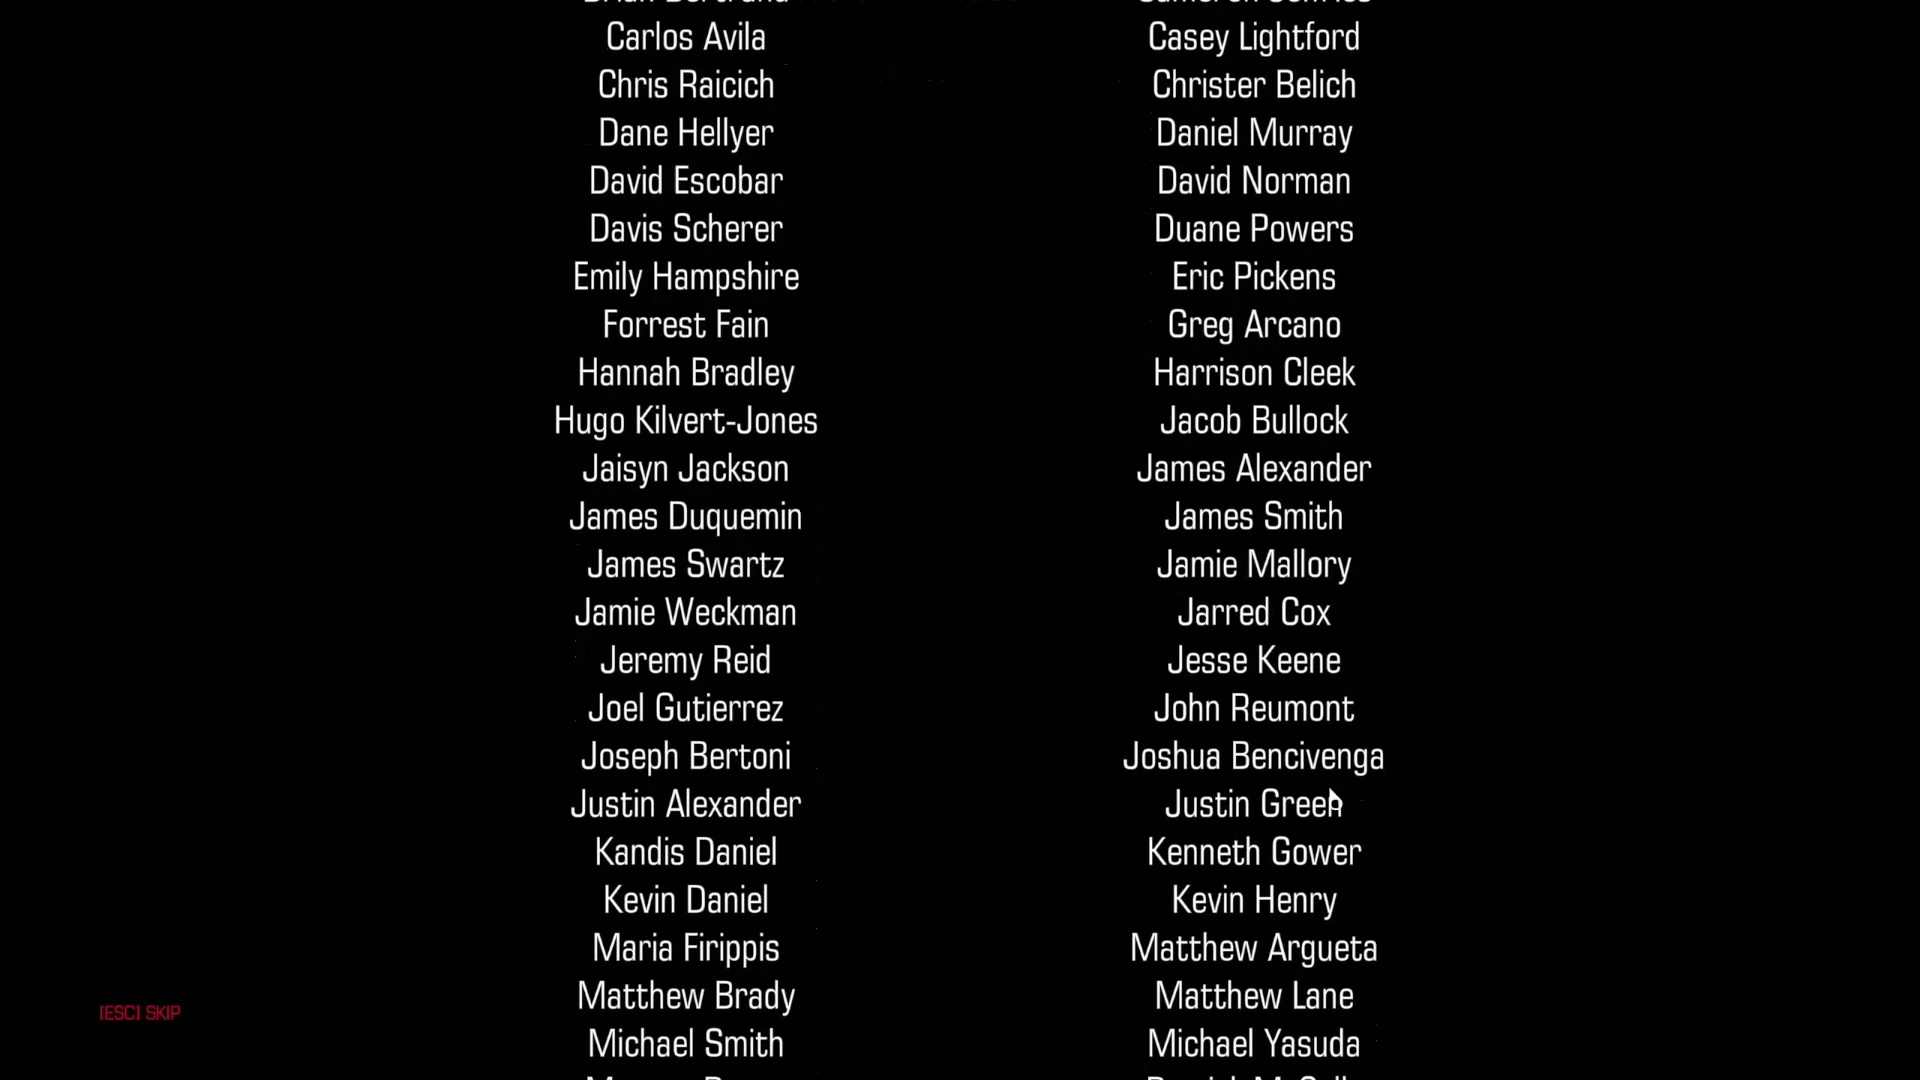 Carlos Avila Casey Lightford
Chris Raicich Christer Belich
Dane Hellyer Daniel Murray
David Escobar David Norman
Davis Scherer Duane Powers
Emily Hampshire Eric Pickens
Forrest Fain Greg Arcano
Hannah Bradley Harrison Cleek
Hugo Kilvert-Jones Jacob Bullock
Jaisyn Jackson James Alexander
James Duquemin James Smith
James Swartz Jamie Mallory
Jamie Weckman Jarred Cox
Jeremy Reid Jesse Keene
Joel Gutierrez John Reumont
Joseph Bertoni Joshua Bencivenga
Justin Alexander Justin Green
Kandis Daniel Kenneth Gower
Kevin Daniel Kevin Henry
Maria Firippis Matthew Argueta
Matthew Brady Matthew Lane
[ESC] SKIP
Michael Smith Michael Yasuda